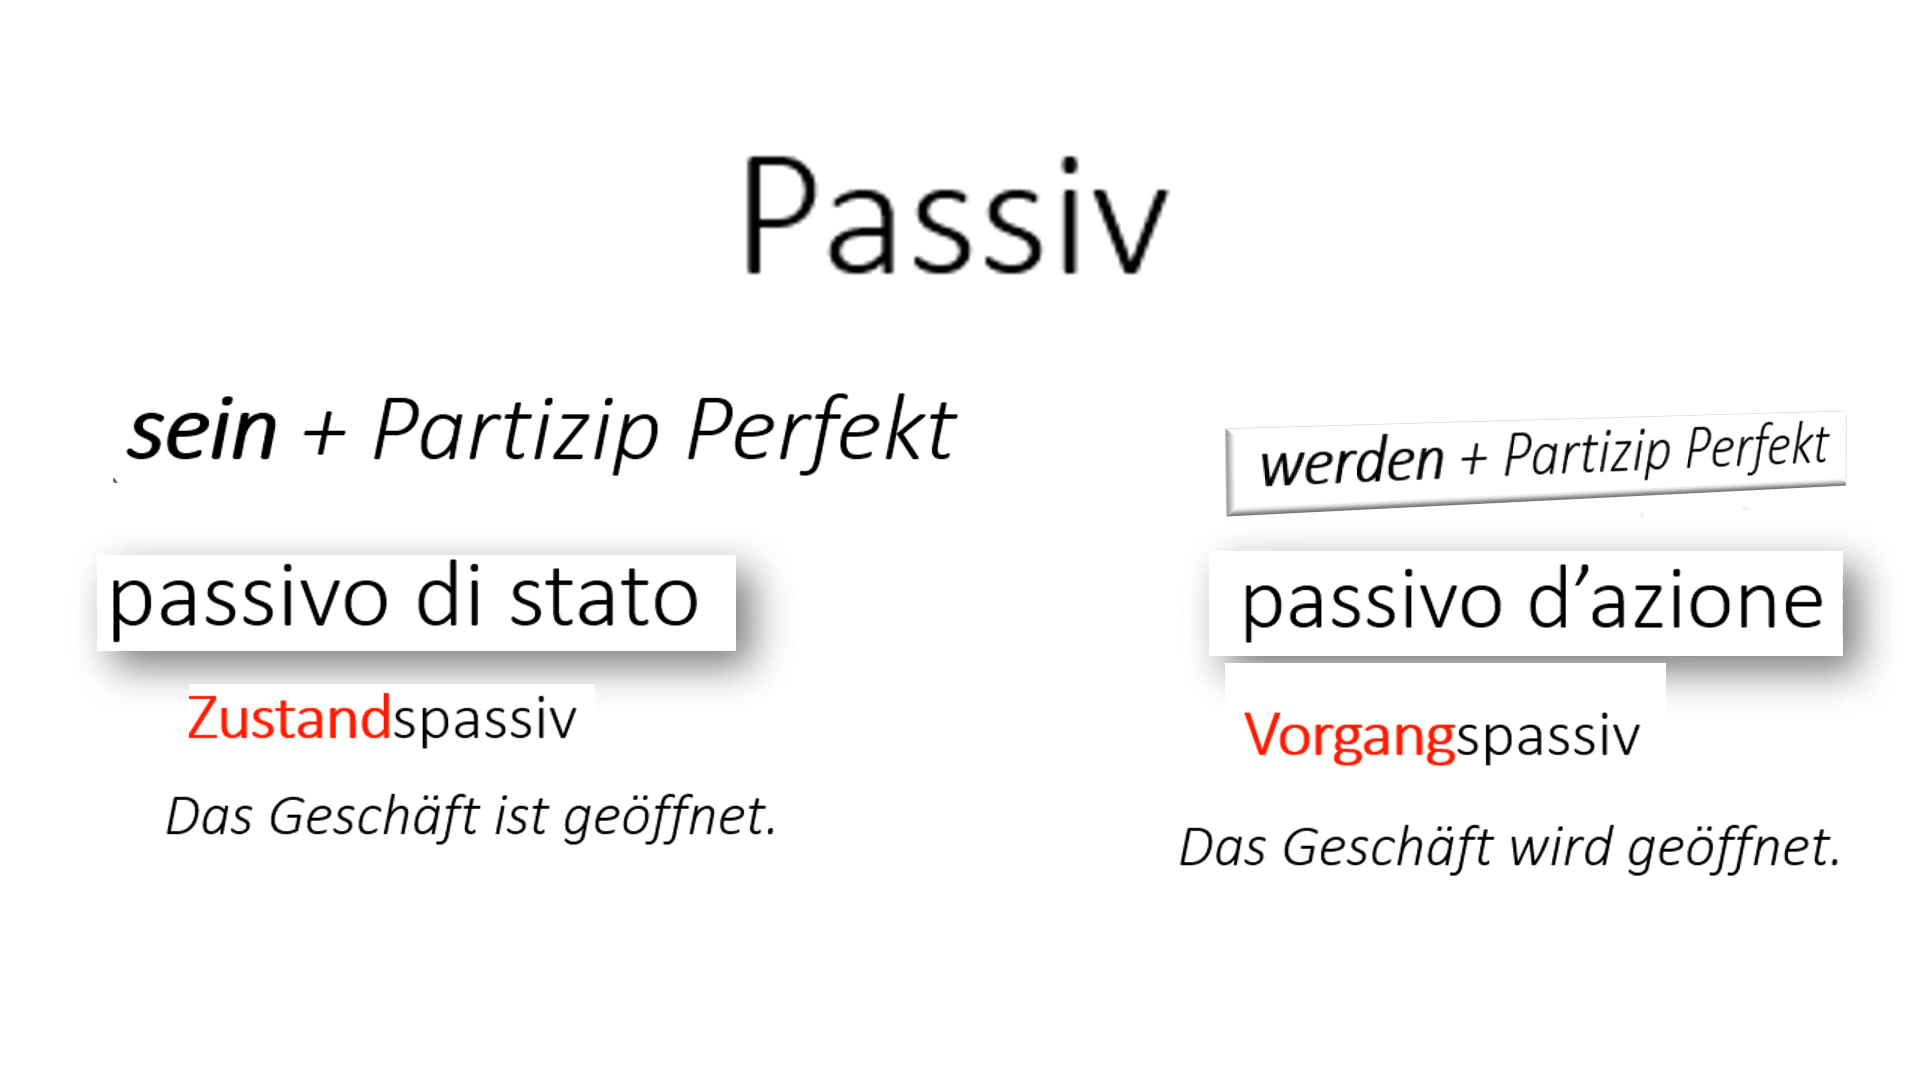 Passiv
sein + Partizip Perfekt
passivo di stato
Zustandspassiv
Das Geschäft ist geöffnet.
werden + Partizip Perfekt
passivo d’azione
Vorgangspassiv
Das Geschäft wird geöffnet.